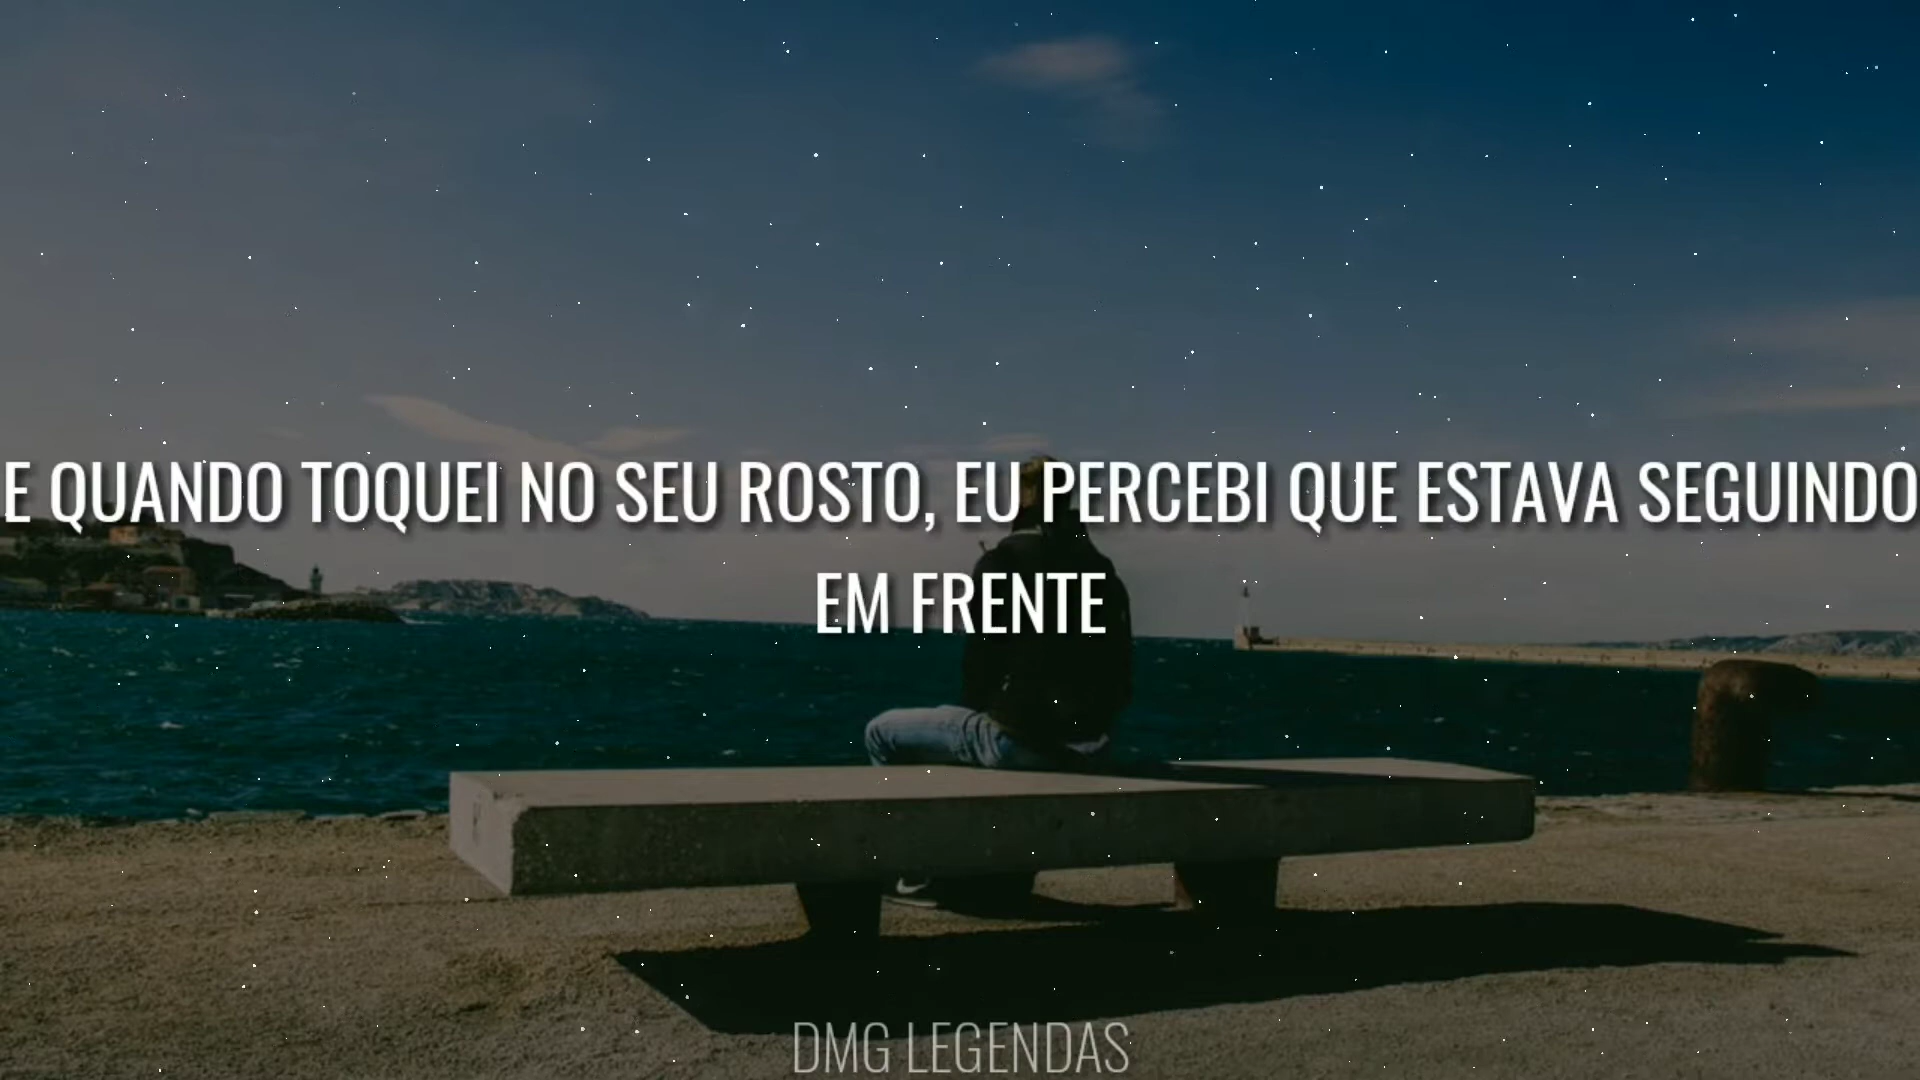 E QUANDO TOQUEI NO SEU ROSTO, EU PERCEBI QUE ESTAVA SEGUINDO
EM FRENTE
DMG LEGENDAS